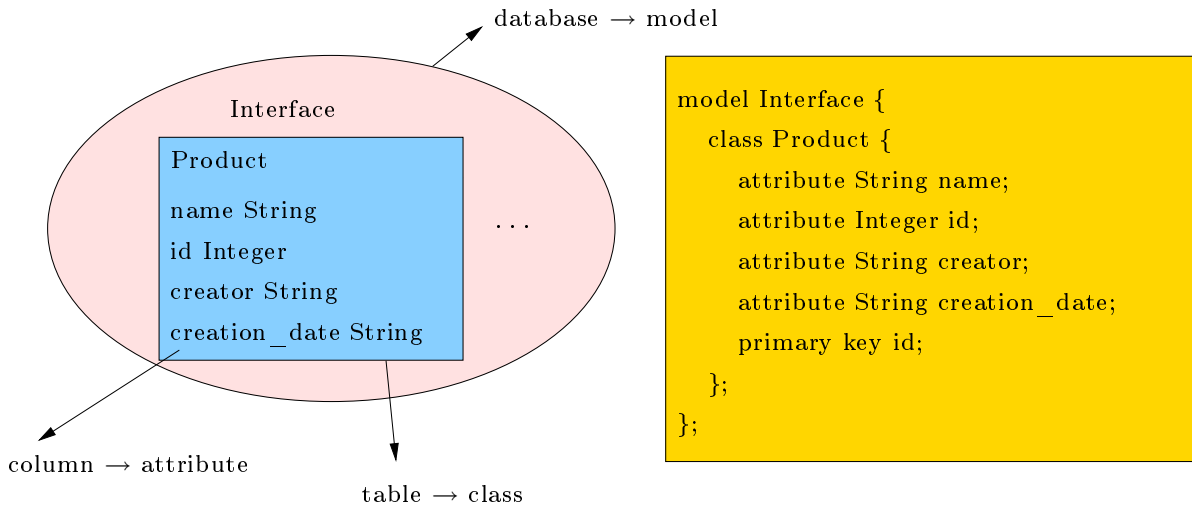 database → model
Interface
Product
name String
id Integer
creator String
creation_date String
...
column → attribute
table → class
model Interface {
class Product {
attribute String name;
attribute Integer id;
attribute String creator;
attribute String creation_date;
primary key id;
};
};